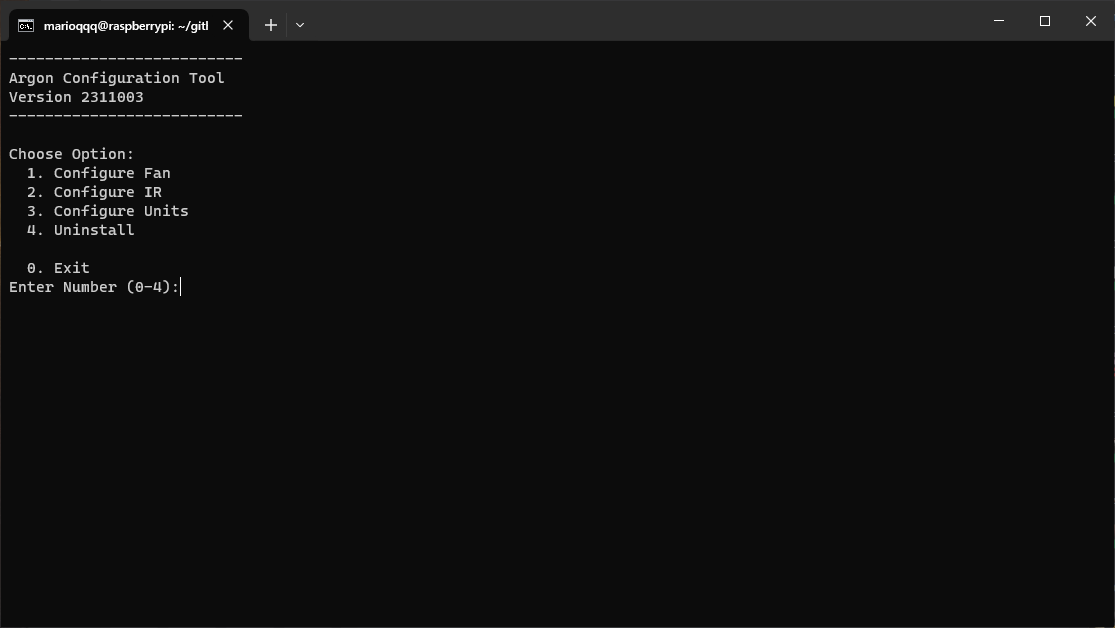 marioqqq@raspberrypi: ~/gitl
--------------------------
Argon Configuration Tool
Version 2311003
--------------------------
Choose Option:
1. Configure Fan
2. Configure IR
3. Configure Units
4. Uninstall
0. Exit
Enter Number (0-4):